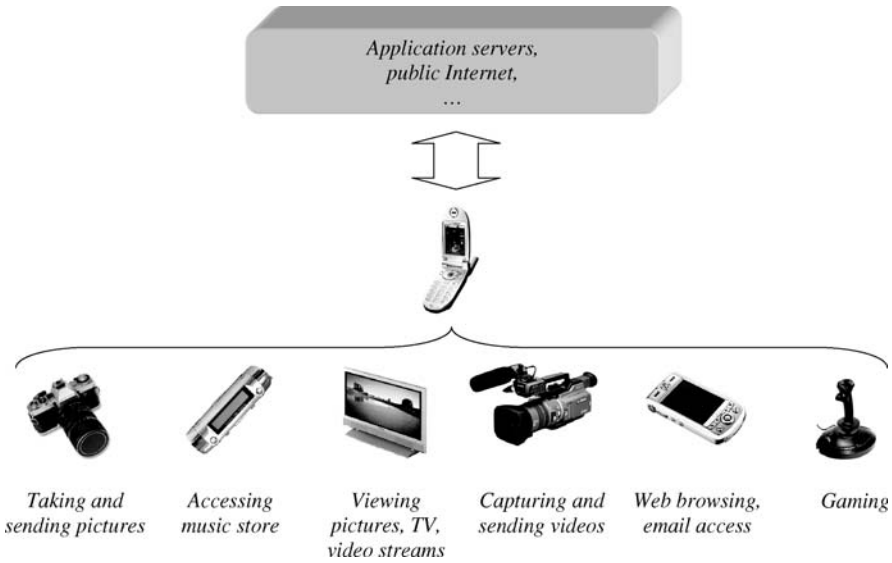 Application servers,
public Internet,
…
Taking and
sending pictures
Accessing
music store
Viewing
pictures, TV,
video streams
Capturing and
sending videos
Web browsing,
email access
Gaming